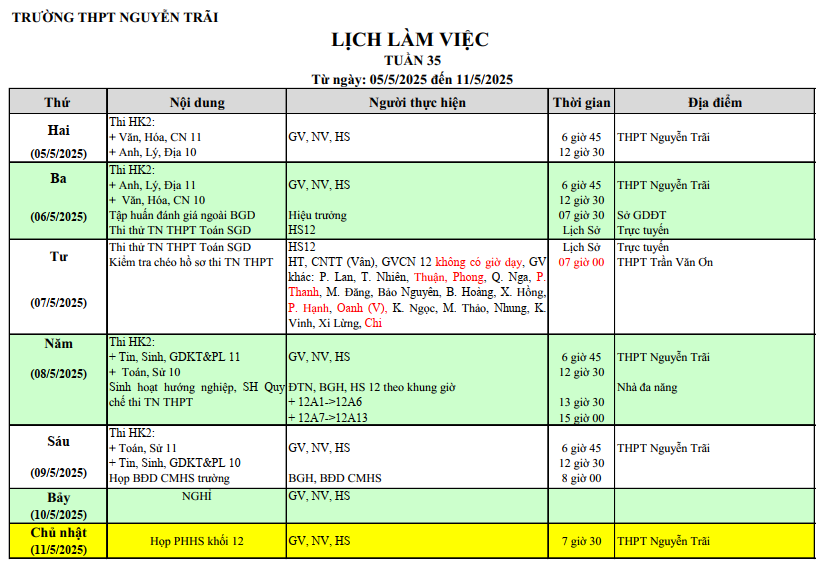 TRƯỜNG THPT NGUYỄN TRÃI
LỊCH LÀM VIỆC
TUẦN 35
Từ ngày: 05/5/2025 đến 11/5/2025
Thứ Nội dung Người thực hiện Thời gian Địa điểm
Hai
(05/5/2025)
Thi HK2:
+ Văn, Hóa, CN 11 GV, NV, HS 6 giờ 45 THPT Nguyễn Trãi
+ Anh, Lý, Địa 10 12 giờ 30
Ba
(06/5/2025)
Thi HK2:
+ Anh, Lý, Địa 11 GV, NV, HS 6 giờ 45 THPT Nguyễn Trãi
+ Văn, Hóa, CN 10 12 giờ 30
Tập huấn đánh giá ngoài BGD Hiệu trưởng 07 giờ 30 Sở GDĐT
Thi thử TN THPT Toán SGD HS12 Lịch Sở Trực tuyến
Tư
(07/5/2025)
Thi thử TN THPT Toán SGD HS12 Lịch Sở Trực tuyến
Kiểm tra chéo hồ sơ thi TN THPT HT, CNTT (Vân), GVCN 12 không có giờ dạy, GV 07 giờ 00 THPT Trần Văn Ơn
khác: P. Lan, T. Nhiên, Thuận, Phong, Q. Nga, P.
Thanh, M. Đăng, Bảo Nguyên, B. Hoàng, X. Hồng,
P. Hạnh, Oanh (V), K. Ngọc, M. Thảo, Nhung, K.
Vinh, Xi Lừng, Chi
Năm
(08/5/2025)
Thi HK2:
+ Tin, Sinh, GDKT&PL 11 GV, NV, HS 6 giờ 45 THPT Nguyễn Trãi
+ Toán, Sử 10 12 giờ 30
Sinh hoạt hướng nghiệp, SH Quy ĐTN, BGH, HS 12 theo khung giờ Nhà đa năng
chế thi TN THPT + 12A1->12A6 13 giờ 30
+ 12A7->12A13 15 giờ 00
Sáu
(09/5/2025)
Thi HK2:
+ Toán, Sử 11 GV, NV, HS 6 giờ 45 THPT Nguyễn Trãi
+ Tin, Sinh, GDKT&PL 10 12 giờ 30
Họp BĐD CMHS trường BGH, BĐD CMHS 8 giờ 00
Bảy
(10/5/2025)
NGHỈ GV, NV, HS
Chủ nhật
(11/5/2025)
Họp PHHS khối 12 GV, NV, HS 7 giờ 30 THPT Nguyễn Trãi